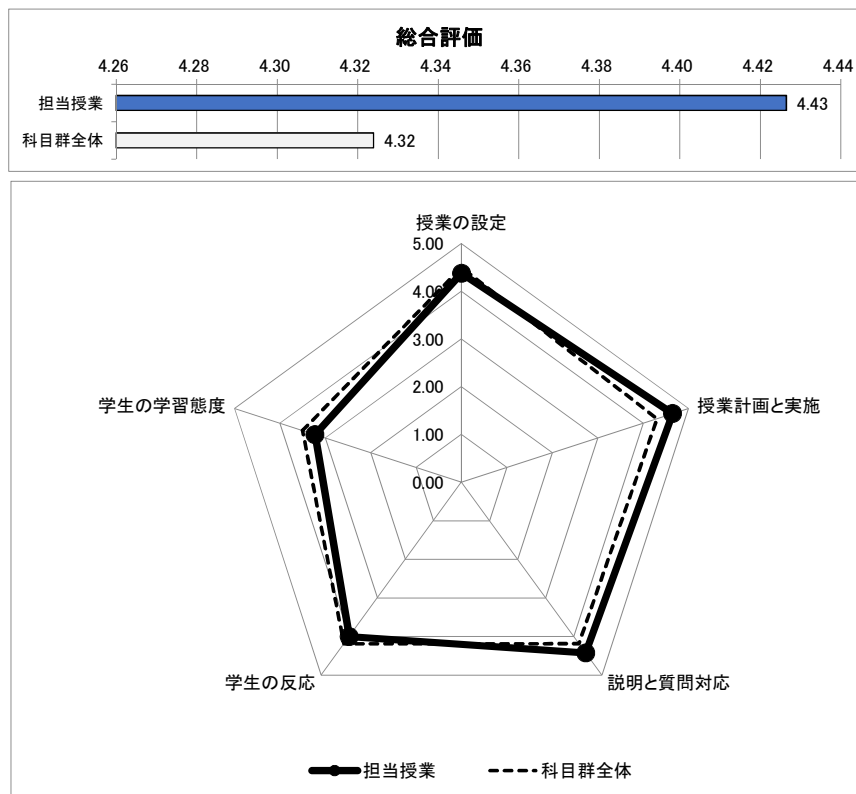 総合評価
4.26 4.28 4.30 4.32 4.34 4.36 4.38 4.40 4.42 4.44
担当授業 4.43
科目群全体 4.32
授業の設定
5.00
4.00
3.00
2.00
1.00
0.00
学生の学習態度 授業計画と実施
学生の反応 説明と質問対応
担当授業 科目群全体